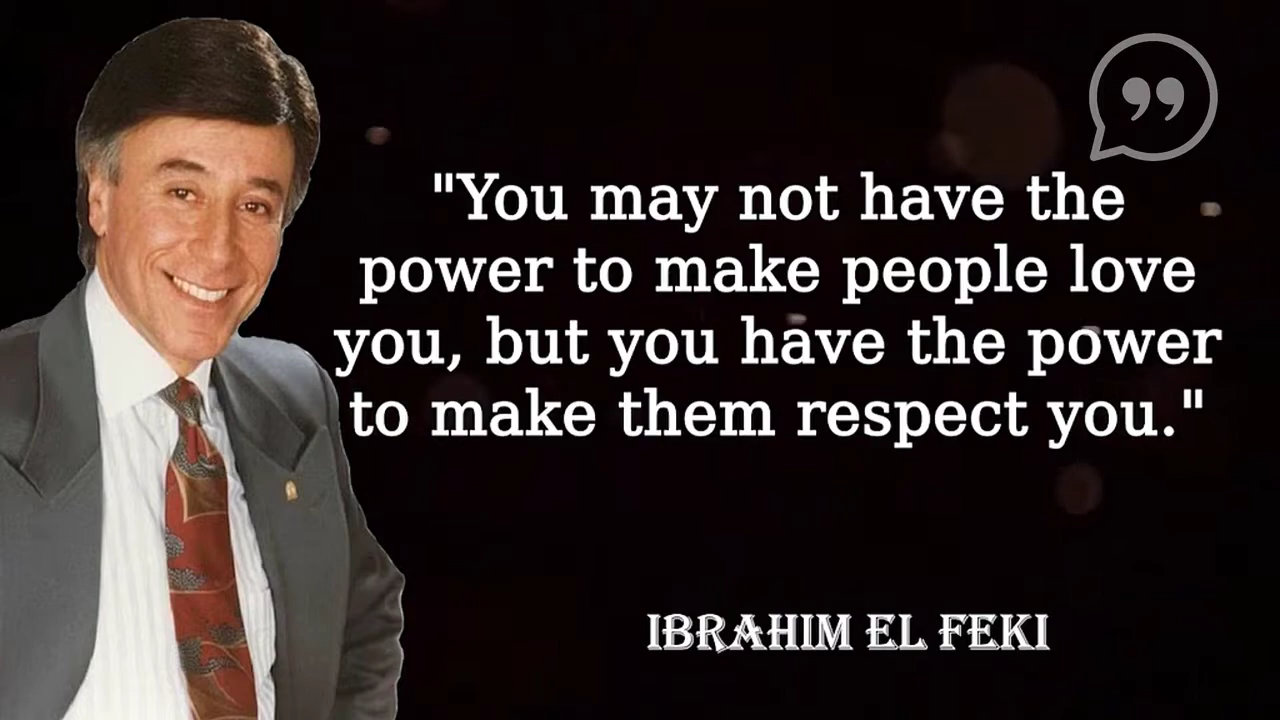 "You may not have the
power to make people love
you, but you have the power
to make them respect you."
IBRAHIM EL FEKI